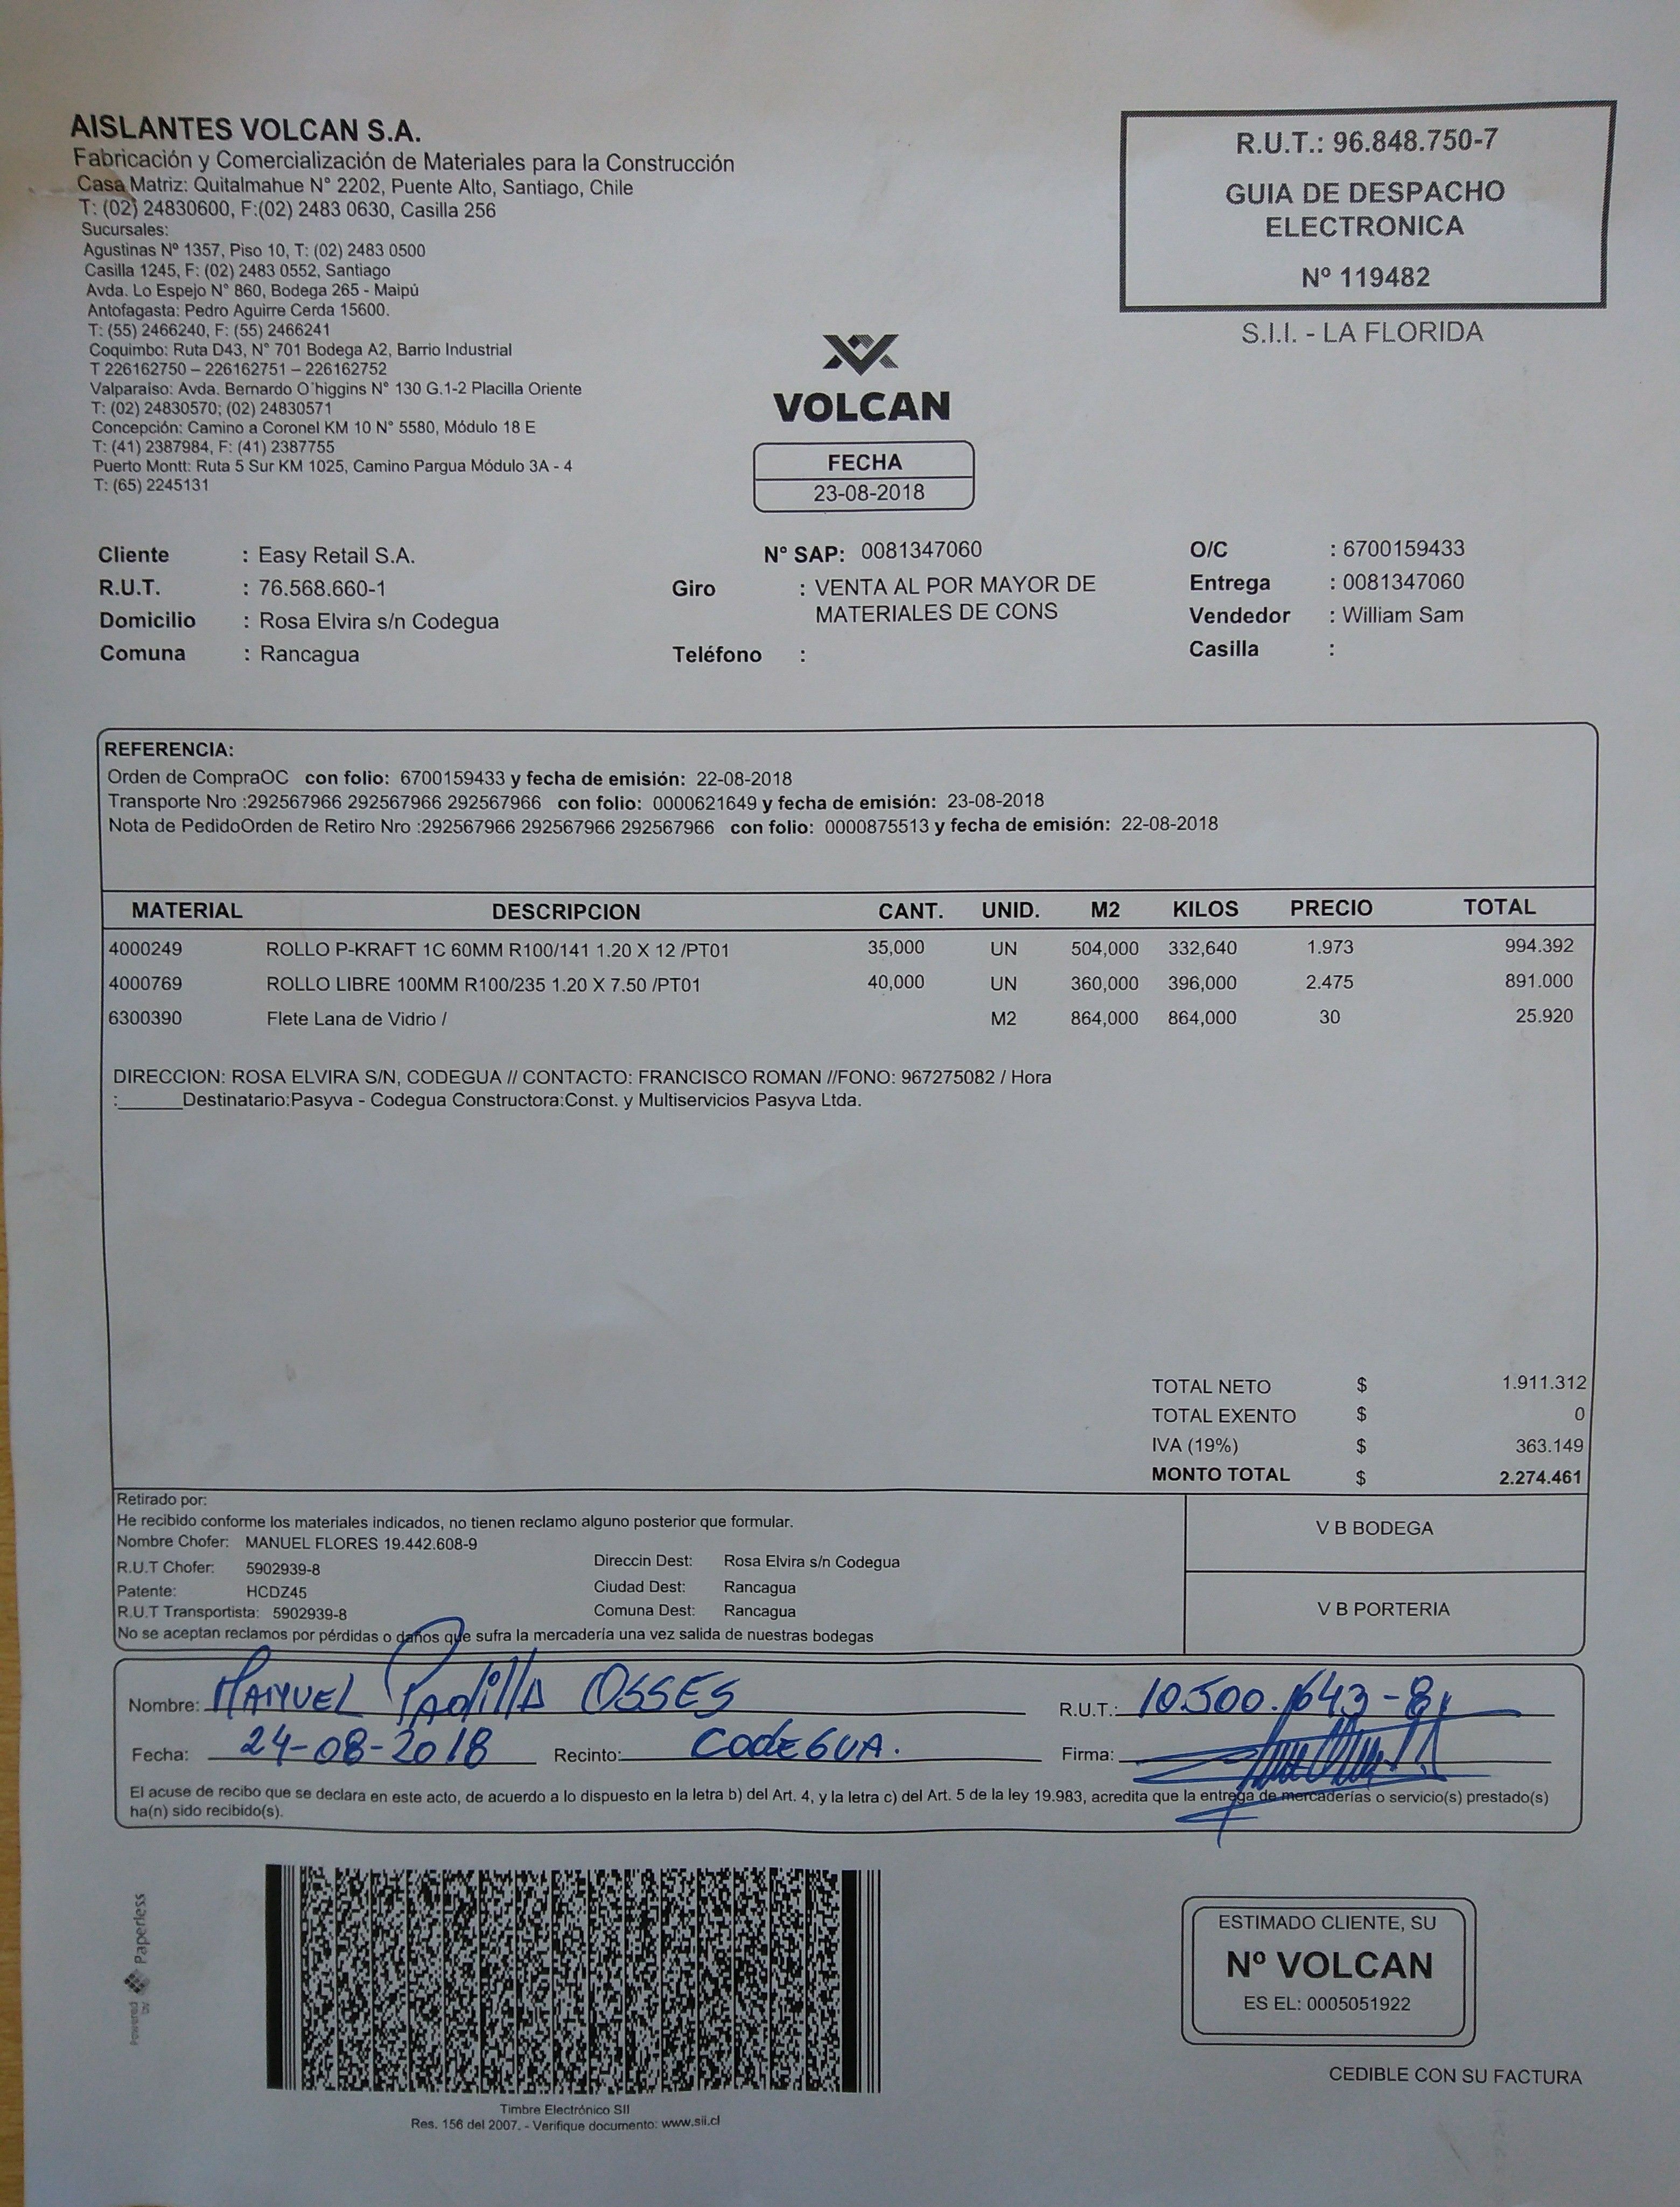 AISLANTES VOLCAN S.A.
Fabricación y Comercialización de Materiales para la Construcción
Casa Matriz: Quitalmahue N° 2202, Puente Alto, Santiago, Chile
T: (02) 24830600, F:(02) 2483 0630, Casilla 256
Sucursales:
Agustinas Nº 1357, Piso 10, T: (02) 2483 0500
Casilla 1245, F: (02) 2483 0552, Santiago
Avda. Lo Espejo N° 860, Bodega 265 - Maipú
Antofagasta: Pedro Aguirre Cerda 15600.
T: (55) 2466240, F: (55) 2466241
Coquimbo: Ruta D43, N° 701 Bodega A2, Barrio Industrial
T 226162750 – 226162751 – 226162752
Valparaiso: Avda. Bernardo O´higgins N° 130 G.1-2 Placilla Oriente
T: (02) 24830570; (02) 24830571
Concepción: Camino a Coronel KM 10 N° 5580, Módulo 18 E
T: (41) 2387984, F: (41) 2387755
Puerto Montt: Ruta 5 Sur KM 1025, Camino Pargua Módulo 3A - 4
T: (65) 2245131
R.U.T.: 96.848.750-7
GUIA DE DESPACHO
ELECTRONICA
Nº 119482
S.I.I. - LA FLORIDA
VOLCAN
FECHA
23-08-2018
Cliente : Easy Retail S.A. N° SAP: 0081347060 O/C : 6700159433
R.U.T. : 76.568.660-1 Giro : VENTA AL POR MAYOR DE Entrega : 0081347060
MATERIALES DE CONS
Domicilio : Rosa Elvira s/n Codegua Vendedor : William Sam
Comuna : Rancagua Teléfono : Casilla :
REFERENCIA:
Orden de CompraOC con folio: 6700159433 y fecha de emisión: 22-08-2018
Transporte Nro :292567966 292567966 292567966 con folio: 0000621649 y fecha de emisión: 23-08-2018
Nota de PedidoOrden de Retiro Nro :292567966 292567966 292567966 con folio: 0000875513 y fecha de emisión: 22-08-2018
MATERIAL DESCRIPCION CANT. UNID. M2 KILOS PRECIO TOTAL
4000249 ROLLO P-KRAFT 1C 60MM R100/141 1.20 X 12 /PT01 35,000 UN 504,000 332,640 1.973 994.392
4000769 ROLLO LIBRE 100MM R100/235 1.20 X 7.50 /PT01 40,000 UN 360,000 396,000 2.475 891.000
6300390 Flete Lana de Vidrio / M2 864,000 864,000 30 25.920
DIRECCION: ROSA ELVIRA S/N, CODEGUA // CONTACTO: FRANCISCO ROMAN //FONO: 967275082 / Hora
:______Destinatario:Pasyva - Codegua Constructora:Const. y Multiservicios Pasyva Ltda.
TOTAL NETO $ 1.911.312
TOTAL EXENTO $ 0
IVA (19%) $ 363.149
MONTO TOTAL $ 2.274.461
Retirado por:
He recibido conforme los materiales indicados, no tienen reclamo alguno posterior que formular.
Nombre Chofer: MANUEL FLORES 19.442.608-9
R.U.T Chofer: 5902939-8 Direccin Dest: Rosa Elvira s/n Codegua
Patente: HCDZ45 Ciudad Dest: Rancagua
R.U.T Transportista: 5902939-8 Comuna Dest: Rancagua
No se aceptan reclamos por pérdidas o daños que sufra la mercadería una vez salida de nuestras bodegas
V B BODEGA
V B PORTERIA
Nombre: MANUEL PAdillA OSSES R.U.T.: 10.500.643-8
Fecha: 24-08-2018 Recinto: CodEGUA. Firma:
El acuse de recibo que se declara en este acto, de acuerdo a lo dispuesto en la letra b) del Art. 4, y la letra c) del Art. 5 de la ley 19.983, acredita que la entrega de mercaderías o servicio(s) prestado(s)
ha(n) sido recibido(s).
Powered by: Paperless
Timbre Electrónico SII
Res. 156 del 2007. - Verifique documento: www.sii.cl
ESTIMADO CLIENTE, SU
Nº VOLCAN
ES EL: 0005051922
CEDIBLE CON SU FACTURA